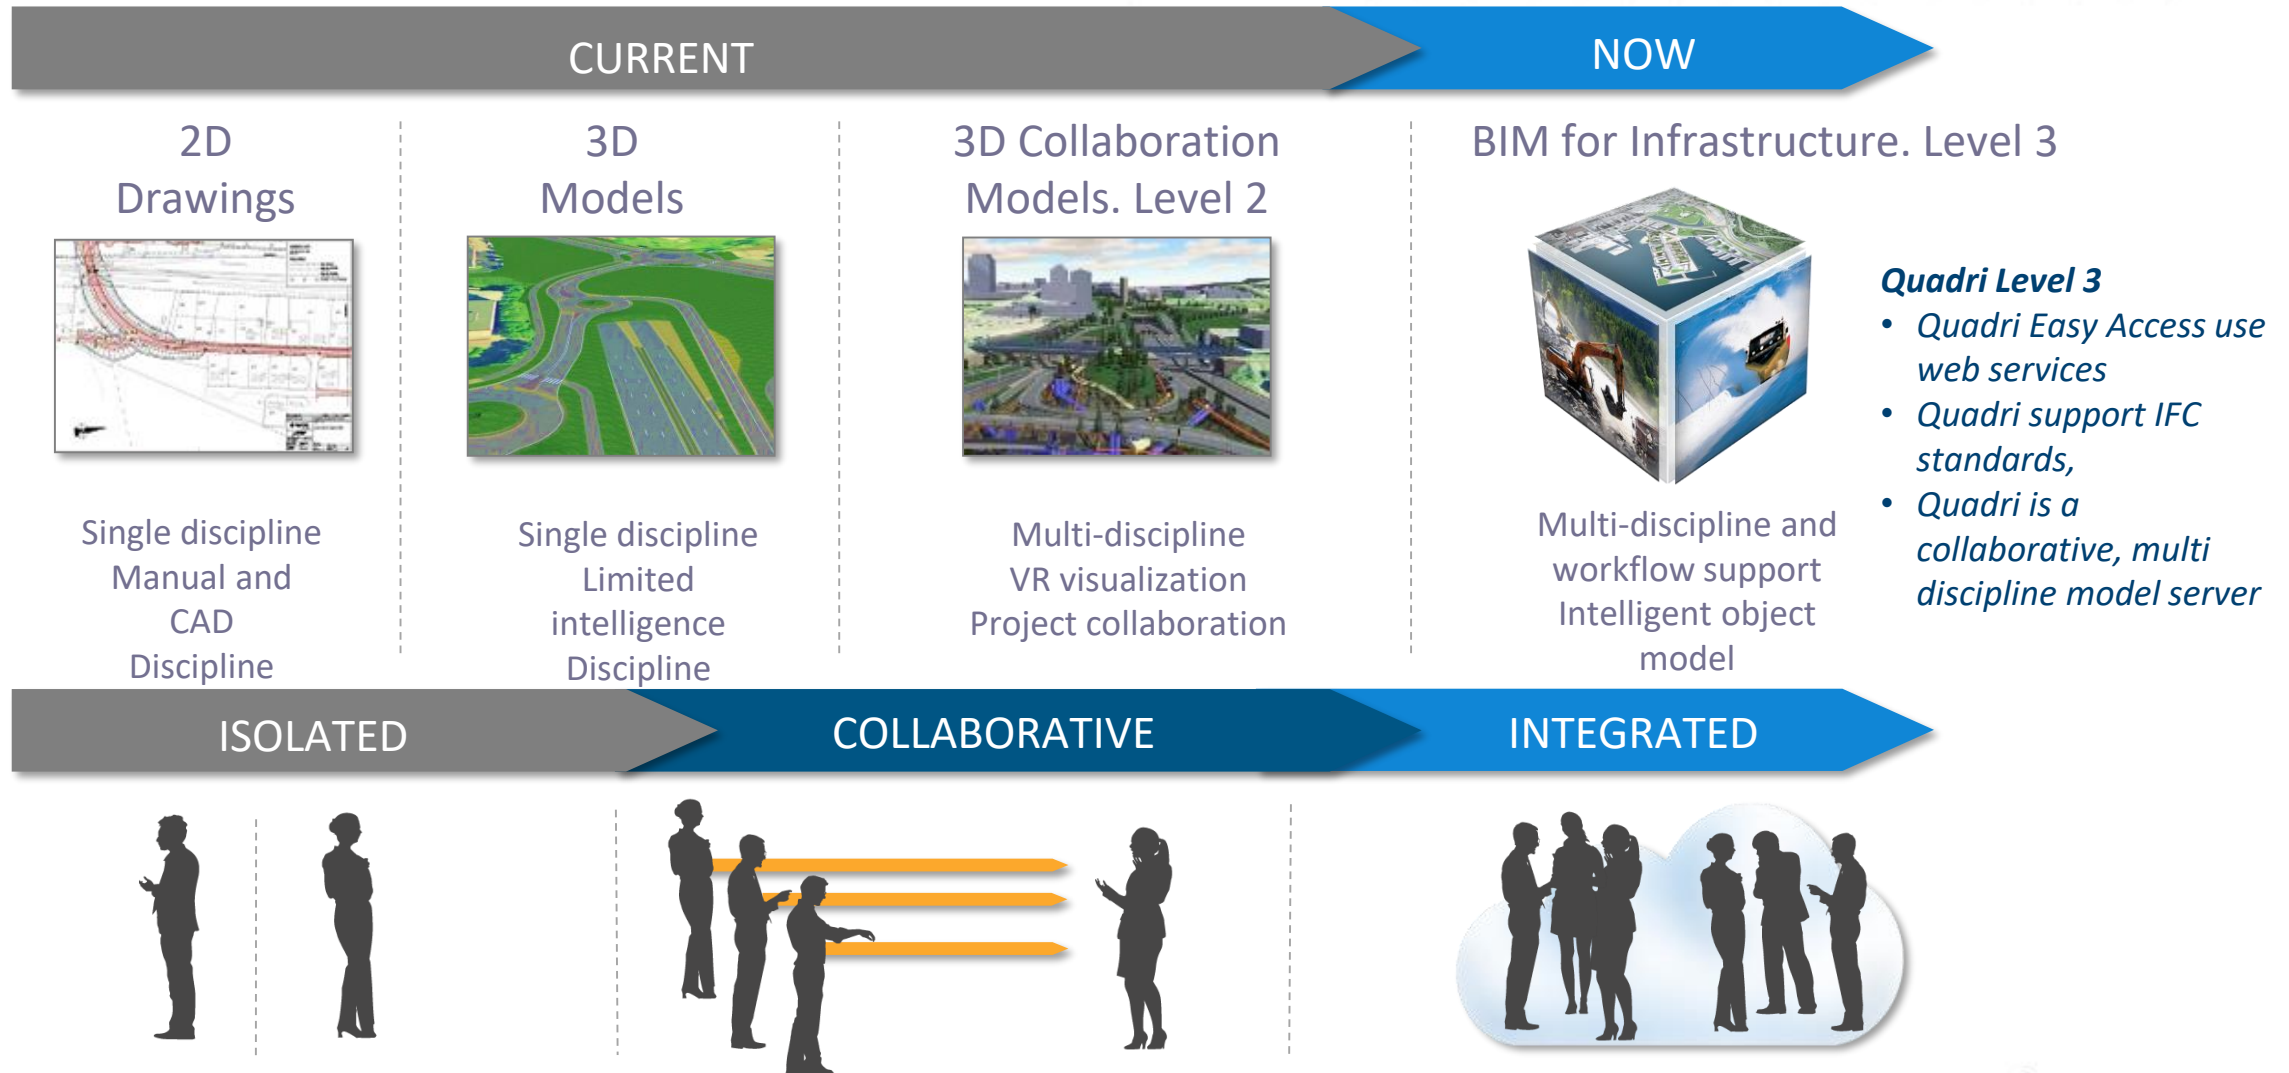 CURRENT
NOW
2D
Drawings
3D
Models
3D Collaboration
Models. Level 2
BIM for Infrastructure. Level 3
Quadri Level 3
• Quadri Easy Access use
web services
• Quadri support IFC
standards,
• Quadri is a
collaborative, multi
discipline model server
Single discipline
Manual and
CAD
Discipline
Single discipline
Limited
intelligence
Discipline
Multi-discipline
VR visualization
Project collaboration
Multi-discipline and
workflow support
Intelligent object
model
ISOLATED
COLLABORATIVE
INTEGRATED